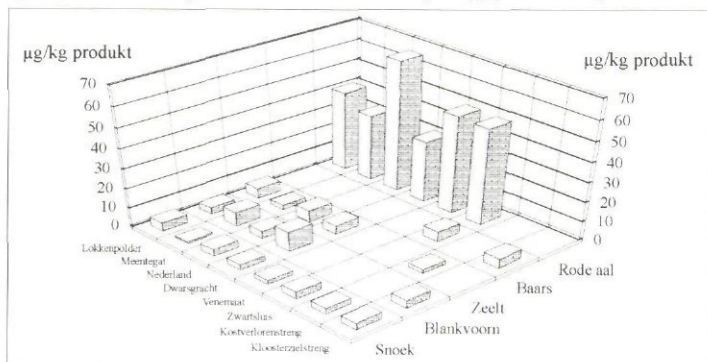 µg/kg produkt
70
60
50
40
30
20
10
0
µg/kg produkt
70
60
50
40
30
20
10
0
Lokkenpolder
Meentegat
Nederland
Dwarsgracht
Venemaat
Zwartsluis
Kostverlorenstreng
Kloosterzielstreng
Snoek
Blankvoorn
Zeelt
Baars
Rode aal